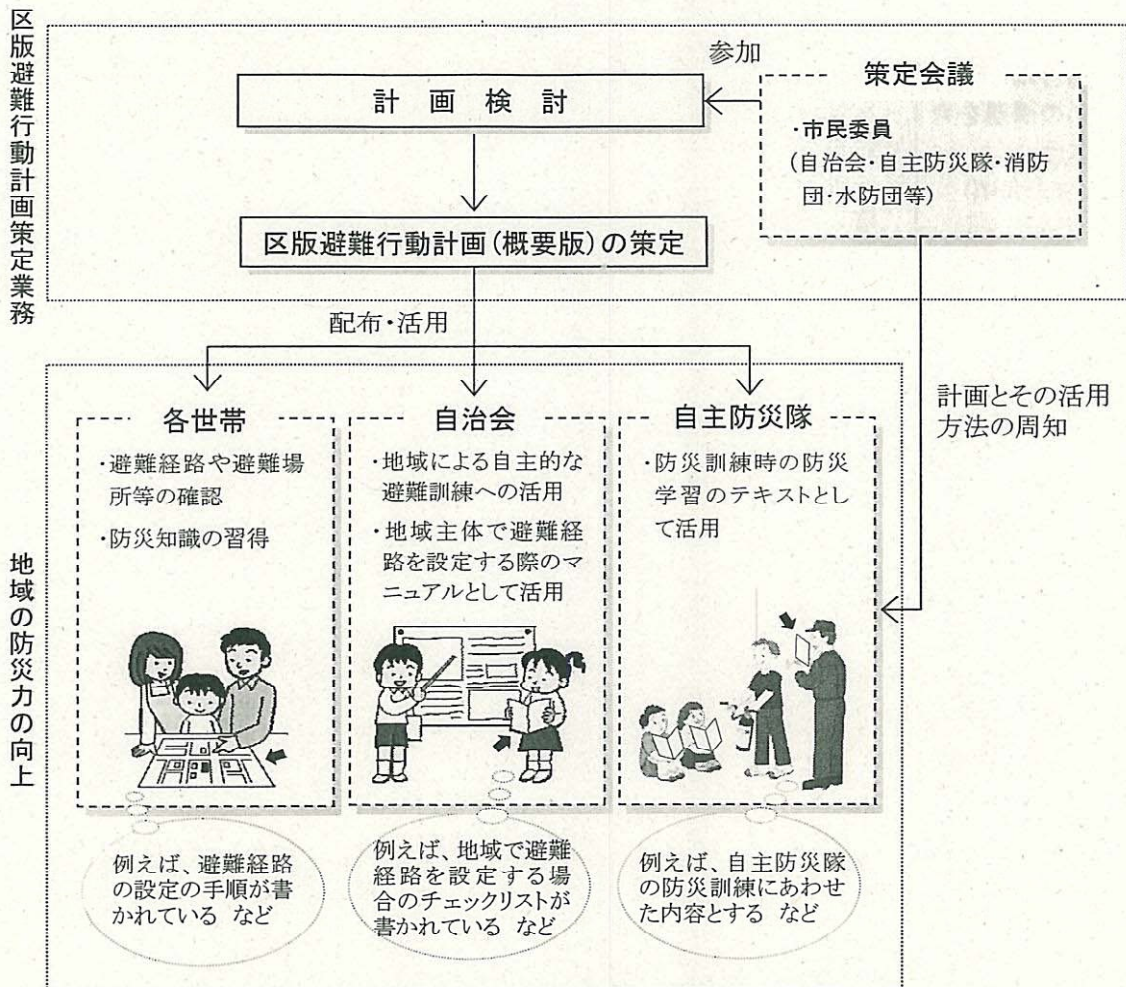 区版避難行動計画策定業務
参加
計画検討
策定会議
・市民委員
(自治会・自主防災隊・消防
団・水防団等)
区版避難行動計画(概要版)の策定
配布・活用
計画とその活用
方法の周知
地域の防災力の向上
各世帯
・避難経路や避難場
所等の確認
・防災知識の習得
自治会
・地域による自主的な
避難訓練への活用
・地域主体で避難経
路を設定する際のマ
ニュアルとして活用
自主防災隊
・防災訓練時の防災
学習のテキストとし
て活用
例えば、避難経路
の設定の手順が書
かれている など
例えば、地域で避難
経路を設定する場
合のチェックリストが
書かれている など
例えば、自主防災隊
の防災訓練にあわせ
た内容とする など